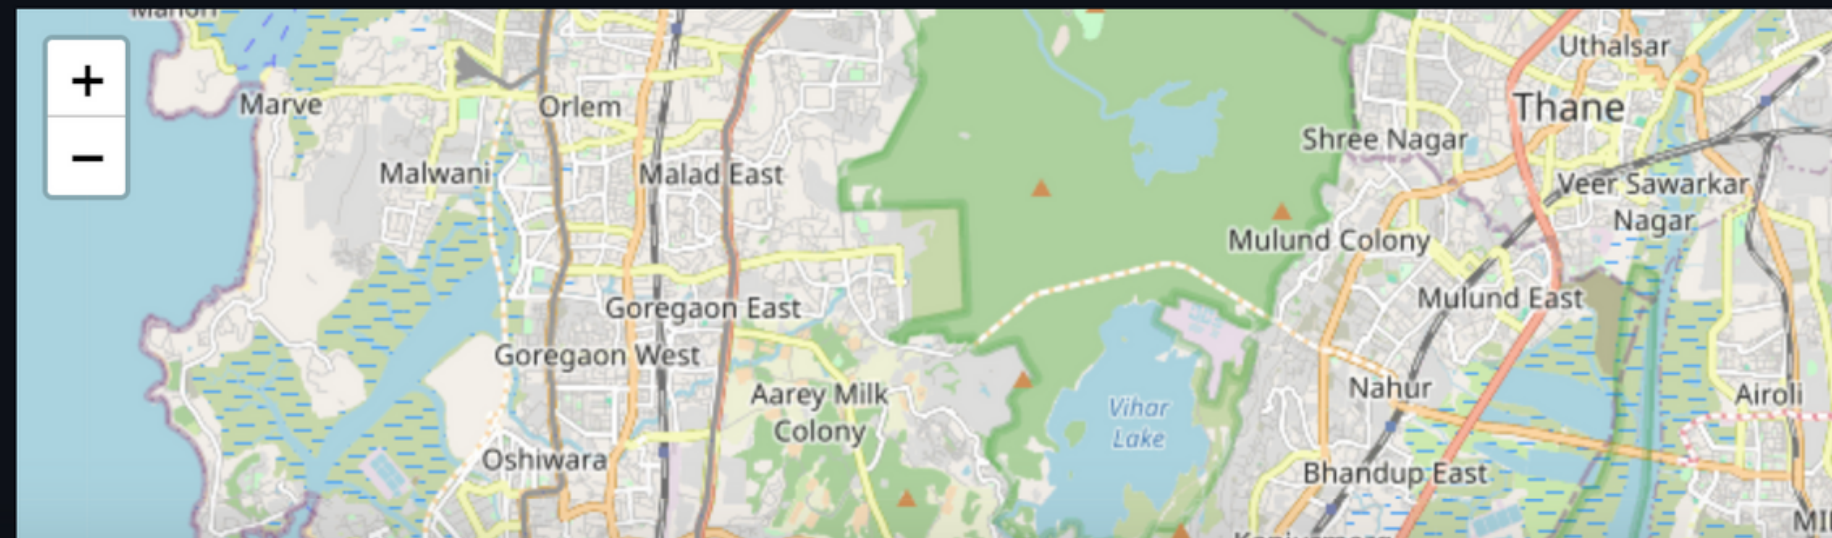 Manori
+
−
Marve
Orlem
Malwani
Malad East
Uthalsar
Thane
Shree Nagar
Veer Sawarkar
Nagar
Mulund Colony
Mulund East
Goregaon East
Goregaon West
Aarey Milk
Colony
Vihar
Lake
Nahur
Airoli
Oshiwara
Bhandup East